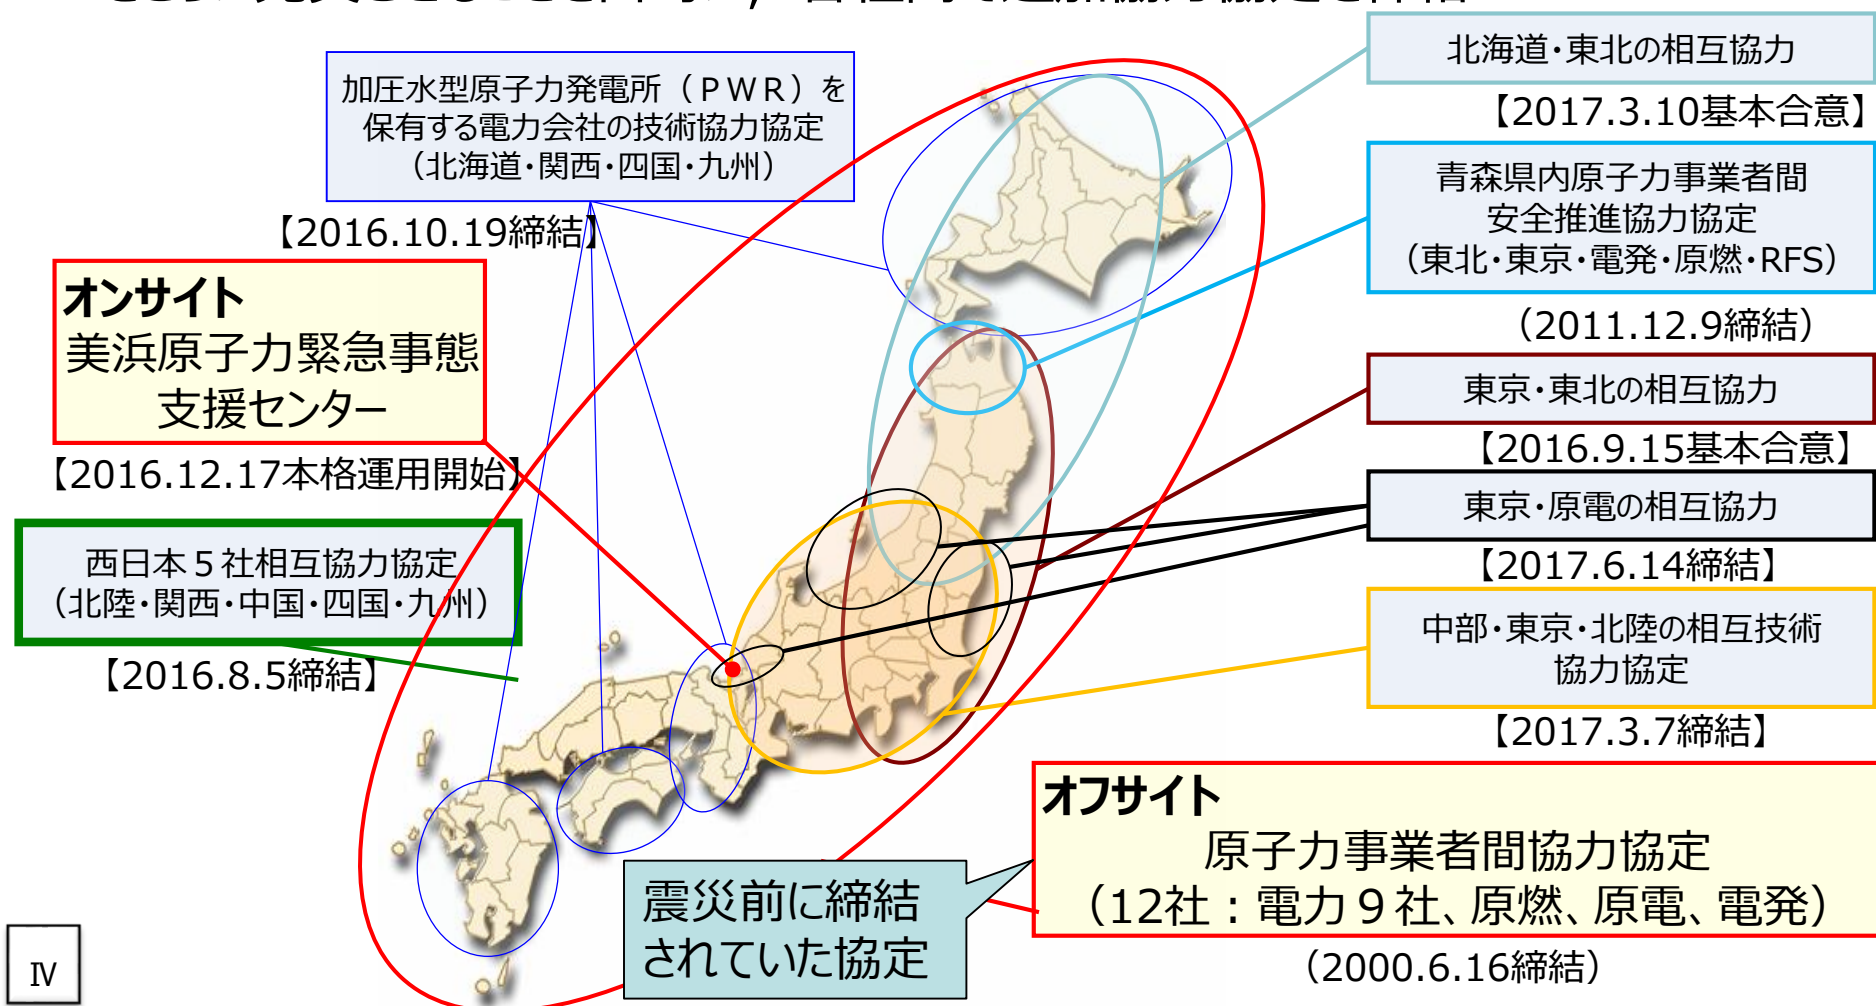 加圧水型原子力発電所（ＰＷＲ）を
保有する電力会社の技術協力協定
（北海道・関西・四国・九州）
【2016.10.19締結】
オンサイト
美浜原子力緊急事態
支援センター
【2016.12.17本格運用開始】
西日本５社相互協力協定
（北陸・関西・中国・四国・九州）
【2016.8.5締結】
北海道・東北の相互協力
【2017.3.10基本合意】
青森県内原子力事業者間
安全推進協力協定
（東北・東京・電発・原燃・RFS）
（2011.12.9締結）
東京・東北の相互協力
【2016.9.15基本合意】
東京・原電の相互協力
【2017.6.14締結】
中部・東京・北陸の相互技術
協力協定
【2017.3.7締結】
オフサイト
原子力事業者間協力協定
（12社：電力９社、原燃、原電、電発）
（2000.6.16締結）
震災前に締結
されていた協定
Ⅳ